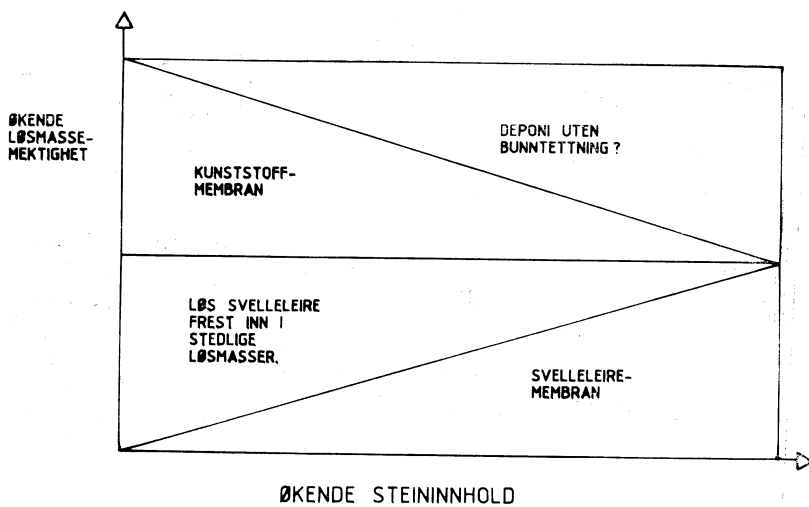 ØKENDE
LØSMASSE-
MEKTIGHET
DEPONI UTEN
BUNNTETTNING?
KUNSTSTOFF-
MEMBRAN
LØS SVELLELEIRE
FREST INN I
STEDLIGE
LØSMASSER.
SVELLELEIRE-
MEMBRAN
ØKENDE STEININNHOLD